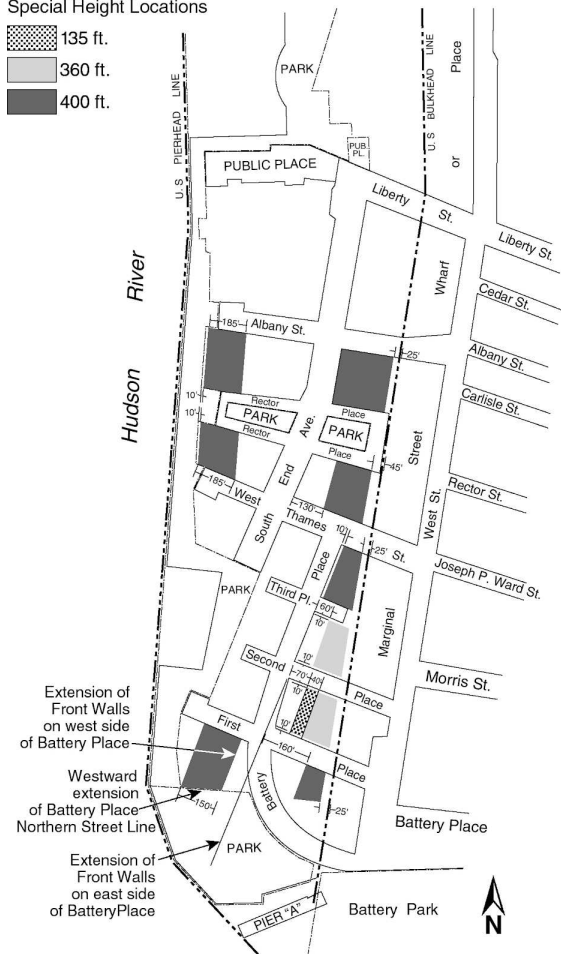 Special Height Locations
135 ft.
360 ft.
400 ft.
U.S PIERHEAD LINE
U.S BULKHEAD LINE
Place
or
Wharf
Street
Marginal
PARK
PUB.
PL.
PUBLIC PLACE
Liberty St.
Liberty St.
Cedar St.
Albany St.
Carlisle St.
Rector St.
Joseph P. Ward St.
Morris St.
West St.
Hudson River
185'
Albany St.
25'
10'
10'
Rector
PARK
Rector
Place
PARK
Place
South End Ave.
45'
185'
West
130'
Thames
St.
10'
25'
Place
PARK
Third Pl.
60'
10'
10'
Second
Place
70'
40'
10'
10'
First
Place
160'
Battery
25'
150'
PARK
Battery Place
Extension of
Front Walls
on west side
of Battery Place
Westward
extension
of Battery Place
Northern Street Line
Extension of
Front Walls
on east side
of BatteryPlace
PIER "A"
Battery Park
N